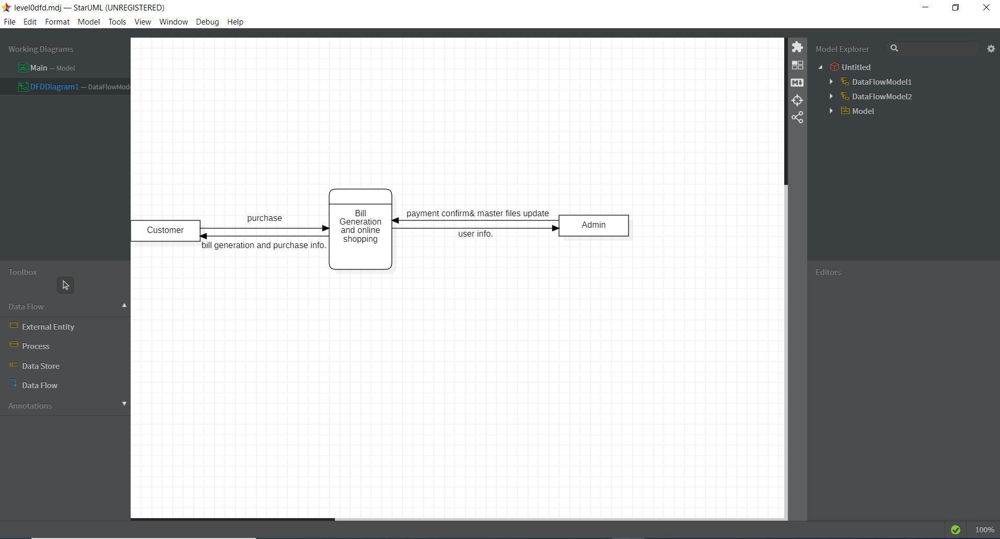 level0dfd.mdj — StarUML (UNREGISTERED)
File Edit Format Model Tools View Window Debug Help
Working Diagrams
Main — Model
DFDDiagram1 — DataFlowMode
Toolbox
Data Flow
External Entity
Process
Data Store
Data Flow
Annotations
Customer
purchase
bill generation and purchase info.
Bill
Generation
and online
shopping
payment confirm& master files update
user info.
Admin
M
Model Explorer
Untitled
DataFlowModel1
DataFlowModel2
Model
Editors
100%